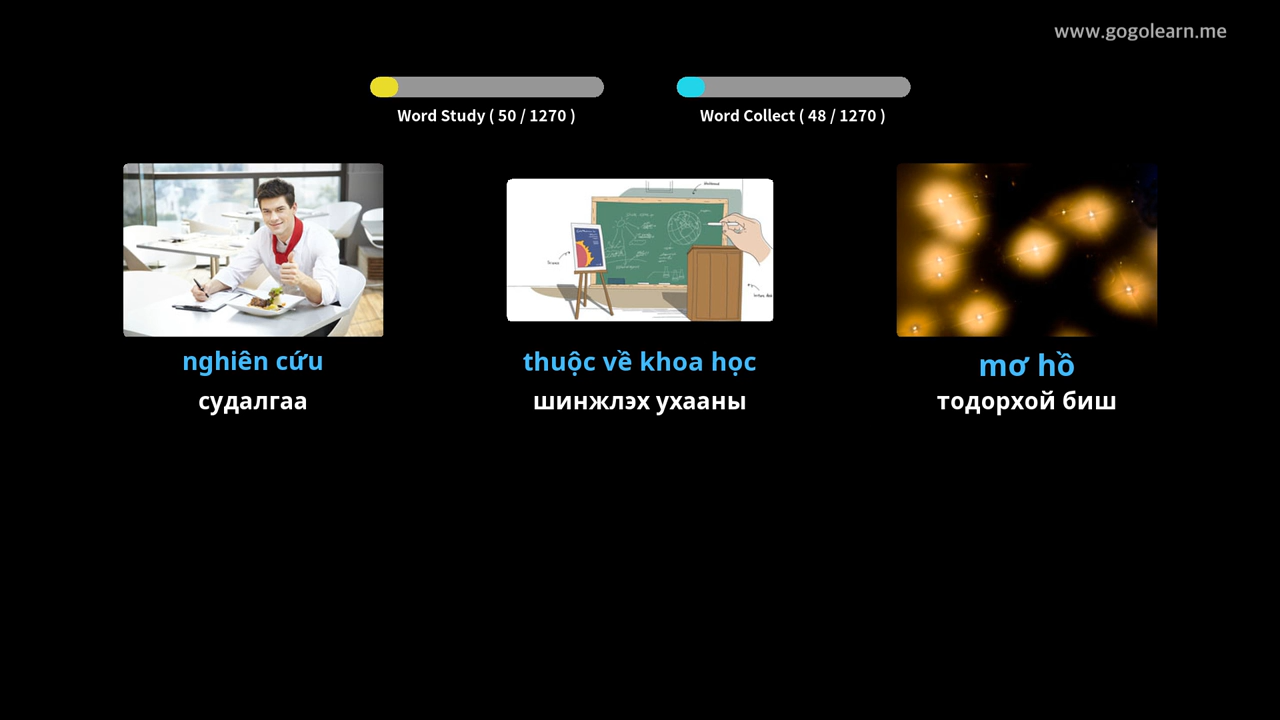 www.gogolearn.me
Word Study ( 50 / 1270 )
Word Collect ( 48 / 1270 )
nghiên cứu
thuộc về khoa học
mơ hồ
судалгаа
шинжлэх ухааны
тодорхой биш